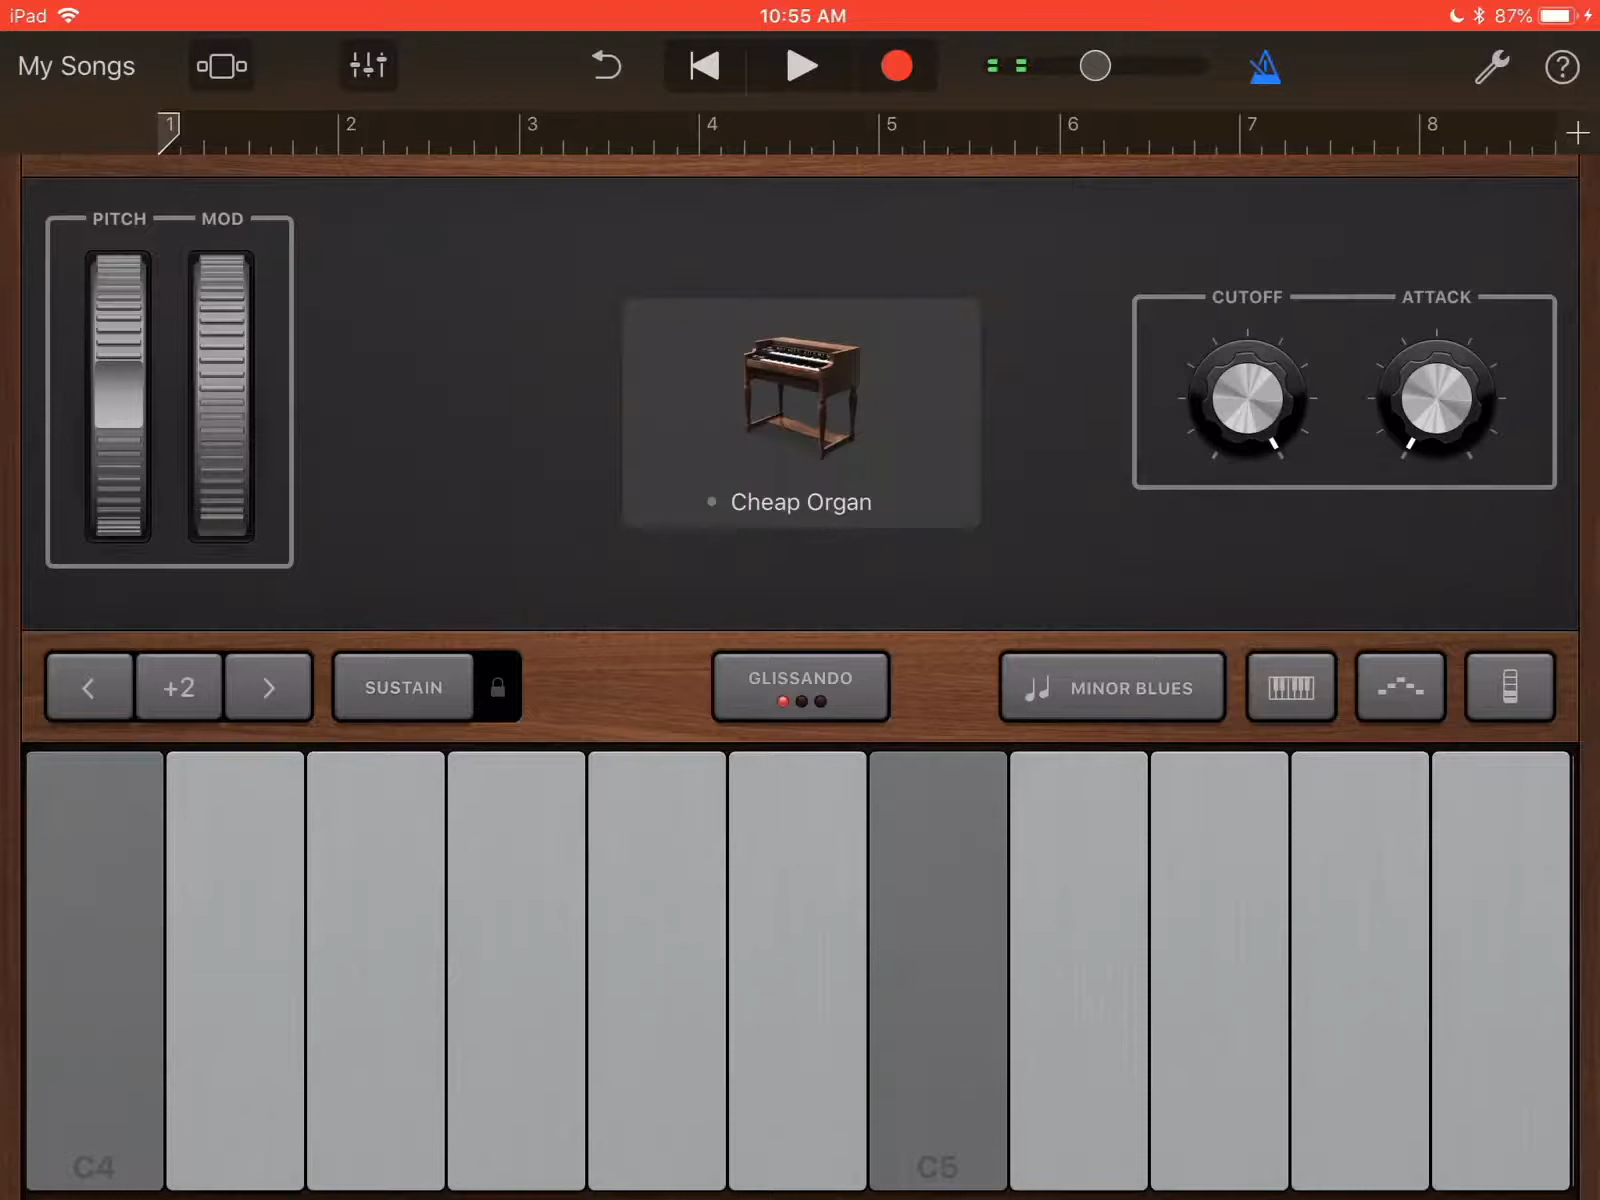 iPad 10:55 AM 87%
My Songs ?
1 2 3 4 5 6 7 8 +
PITCH MOD
CUTOFF ATTACK
Cheap Organ
+2 SUSTAIN GLISSANDO MINOR BLUES
C4 C5